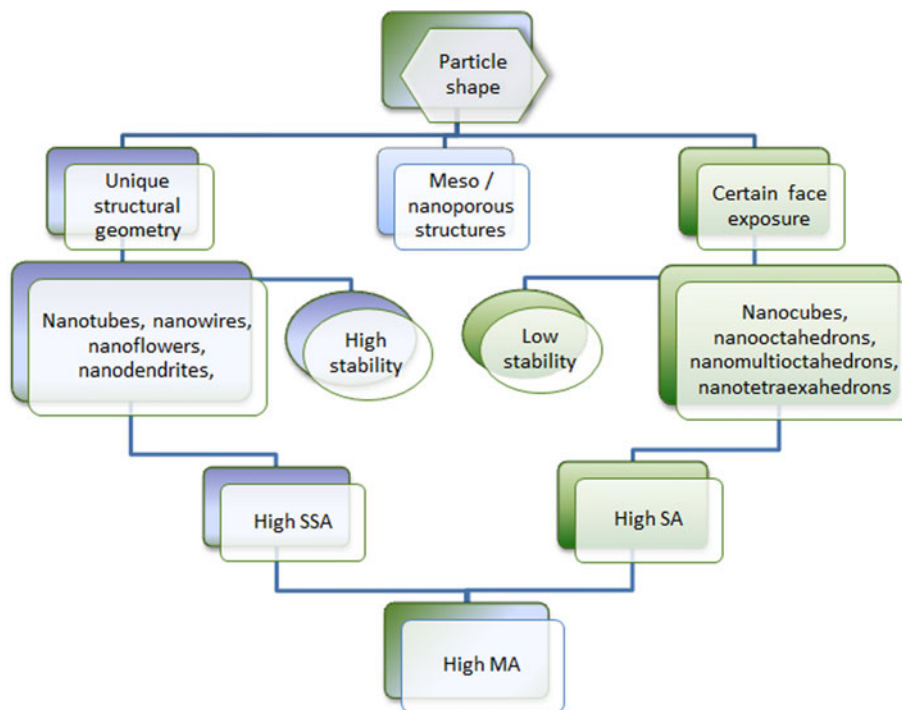 Particle
shape
Unique
structural
geometry
Meso /
nanoporous
structures
Certain face
exposure
Nanotubes, nanowires,
nanoflowers,
nanodendrites,
High
stability
Low
stability
Nanocubes,
nanooctahedrons,
nanomultioctahedrons,
nanotetraexahedrons
High SSA
High SA
High MA